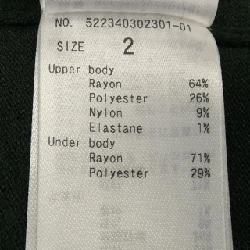 NO. 522340302301-01
SIZE 2
Upper body
Rayon 64%
Polyester 26%
Nylon 9%
Elastane 1%
Under body
Rayon 71%
Polyester 29%